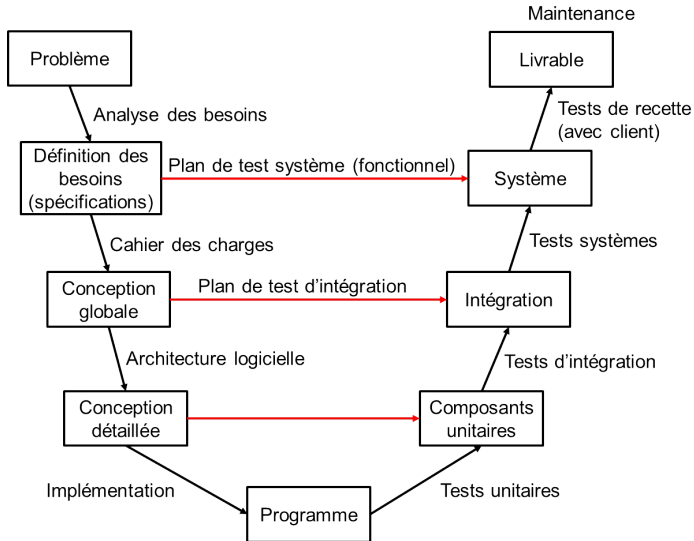 Maintenance
Problème
Livrable
Analyse des besoins
Tests de recette
(avec client)
Définition des
besoins
(spécifications)
Plan de test système (fonctionnel)
Système
Cahier des charges
Tests systèmes
Conception
globale
Plan de test d’intégration
Intégration
Architecture logicielle
Tests d’intégration
Conception
détaillée
Composants
unitaires
Implémentation
Tests unitaires
Programme